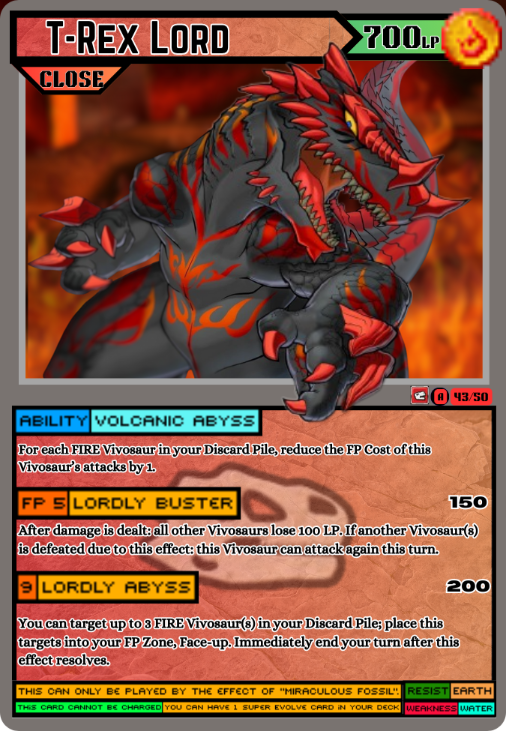 T-Rex Lord
700LP
CLOSE
A 43/50
ABILITY VOLCANIC ABYSS
For each FIRE Vivosaur in your Discard Pile, reduce the FP Cost of this
Vivosaur's attacks by 1.
FP 5 LORDLY BUSTER 150
After damage is dealt: all other Vivosaurs lose 100 LP. If another Vivosaur(s)
is defeated due to this effect: this Vivosaur can attack again this turn.
9 LORDLY ABYSS 200
You can target up to 3 FIRE Vivosaur(s) in your Discard Pile; place this
targets into your FP Zone, Face-up. Immediately end your turn after this
effect resolves.
THIS CAN ONLY BE PLAYED BY THE EFFECT OF "MIRACULOUS FOSSIL". RESIST EARTH
THIS CARD CANNOT BE CHARGED YOU CAN HAVE 1 SUPER EVOLVE CARD IN YOUR DECK WEAKNESS WATER